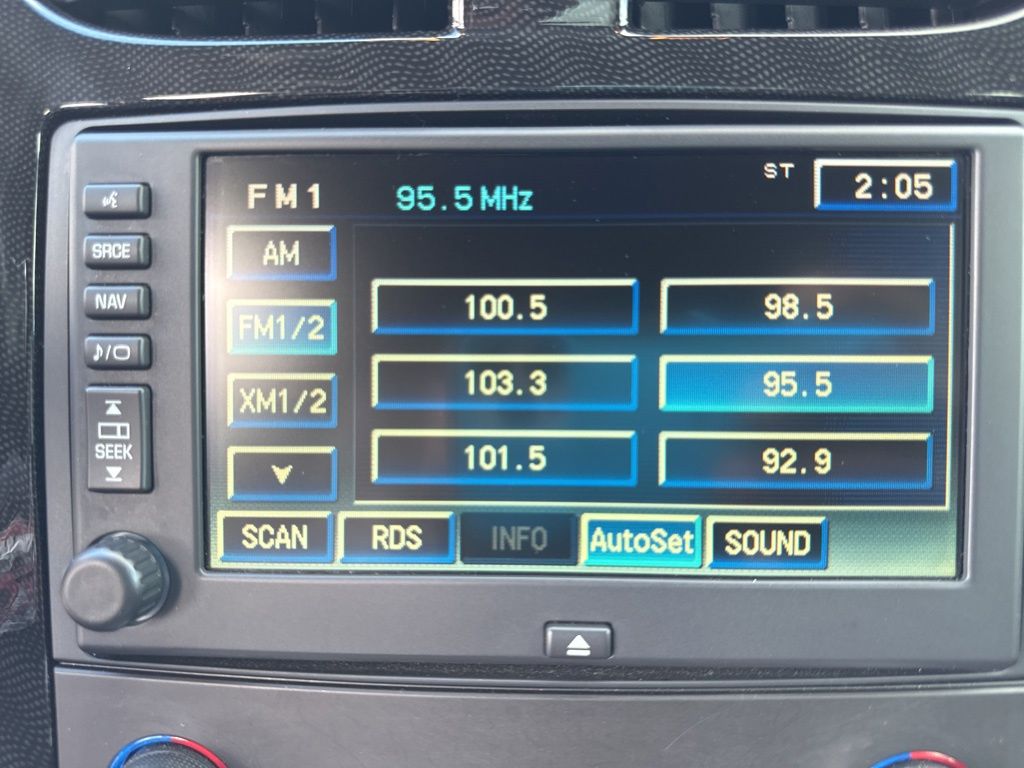 FM1 95.5 MHz ST 2:05
SRCE
NAV
SEEK
AM
FM1/2
XM1/2
100.5 98.5
103.3 95.5
101.5 92.9
SCAN RDS INFO AutoSet SOUND